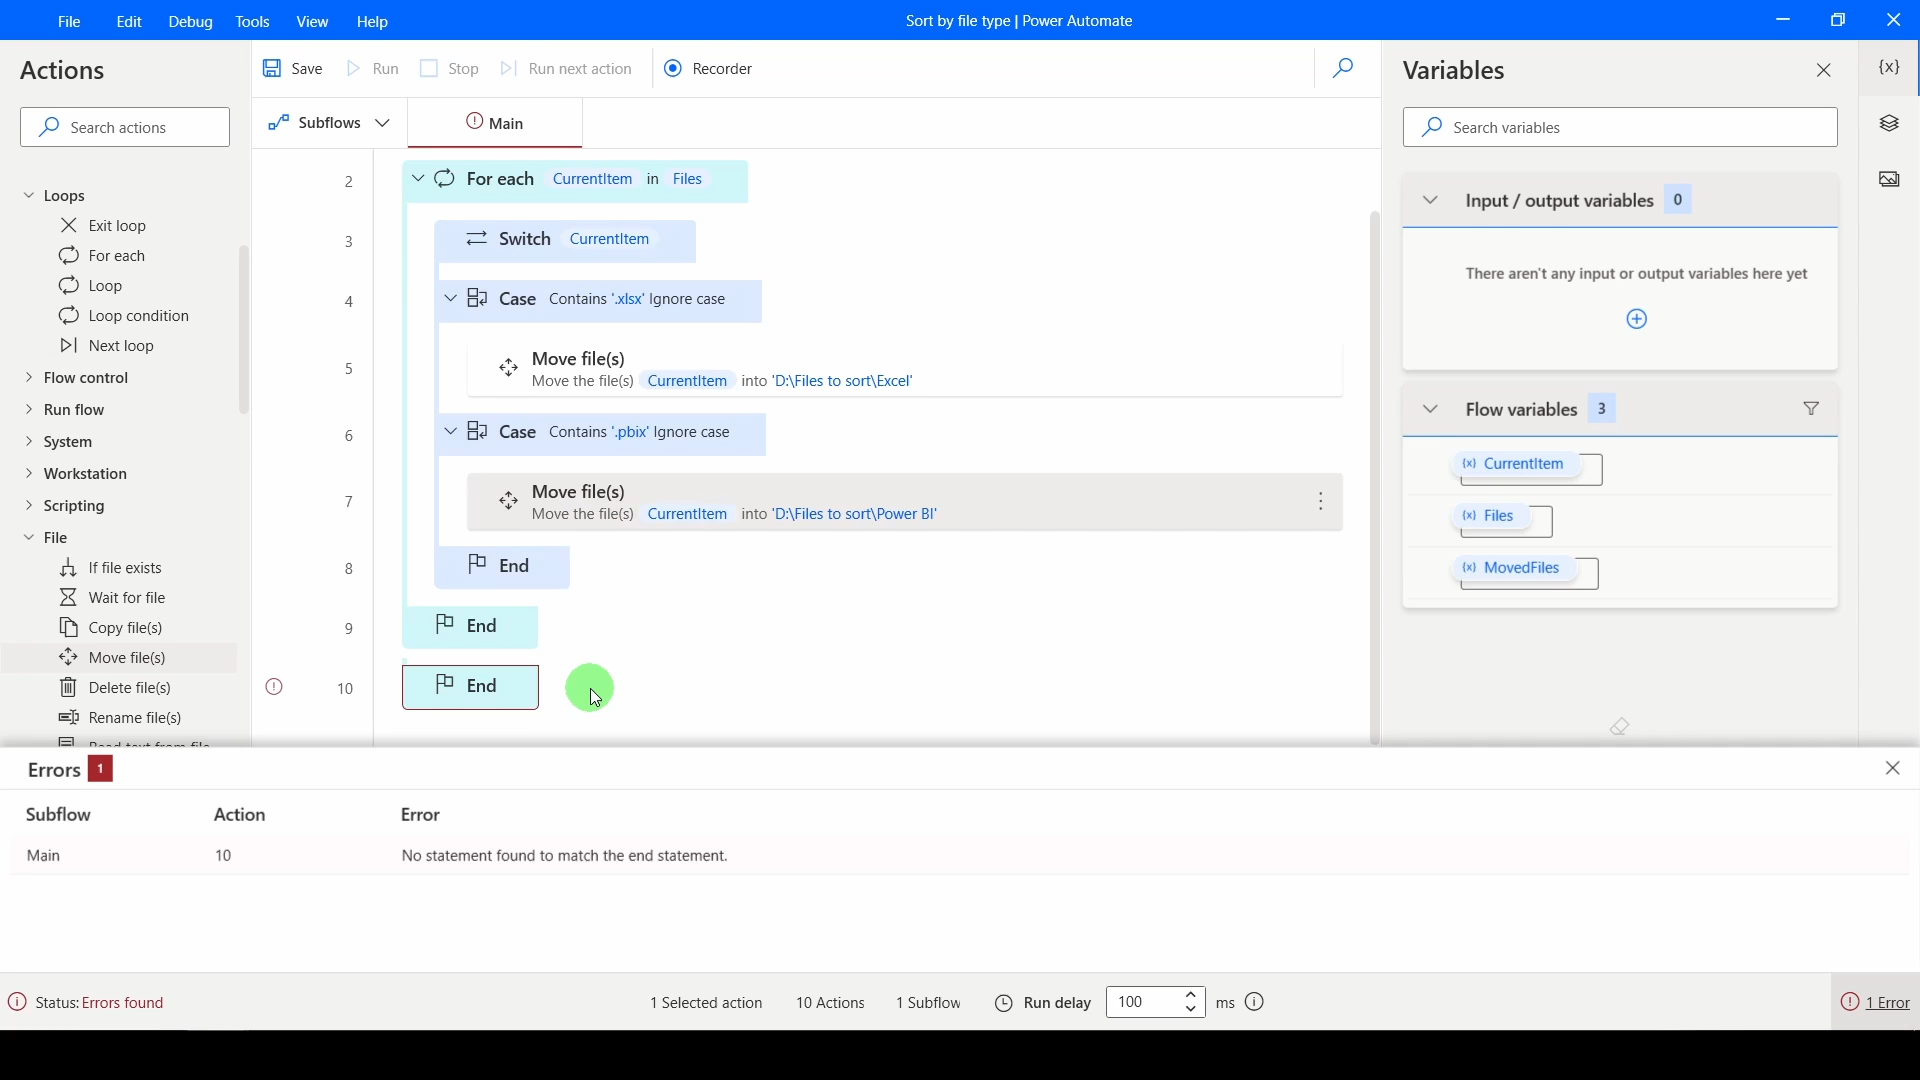 File Edit Debug Tools View Help
Sort by file type | Power Automate
Actions
Search actions
Loops
Exit loop
For each
Loop
Loop condition
Next loop
Flow control
Run flow
System
Workstation
Scripting
File
If file exists
Wait for file
Copy file(s)
Move file(s)
Delete file(s)
Rename file(s)
Read text from file
Save Run Stop Run next action Recorder
Subflows Main
2 For each CurrentItem in Files
3 Switch CurrentItem
4 Case Contains '.xlsx' Ignore case
5 Move file(s)
Move the file(s) CurrentItem into 'D:\Files to sort\Excel'
6 Case Contains '.pbix' Ignore case
7 Move file(s)
Move the file(s) CurrentItem into 'D:\Files to sort\Power BI'
8 End
9 End
10 End
Variables
{x}
Search variables
Input / output variables 0
There aren't any input or output variables here yet
Flow variables 3
(x) CurrentItem
(x) Files
(x) MovedFiles
Errors 1
Subflow Action Error
Main 10 No statement found to match the end statement.
Status: Errors found 1 Selected action 10 Actions 1 Subflow Run delay 100 ms 1 Error